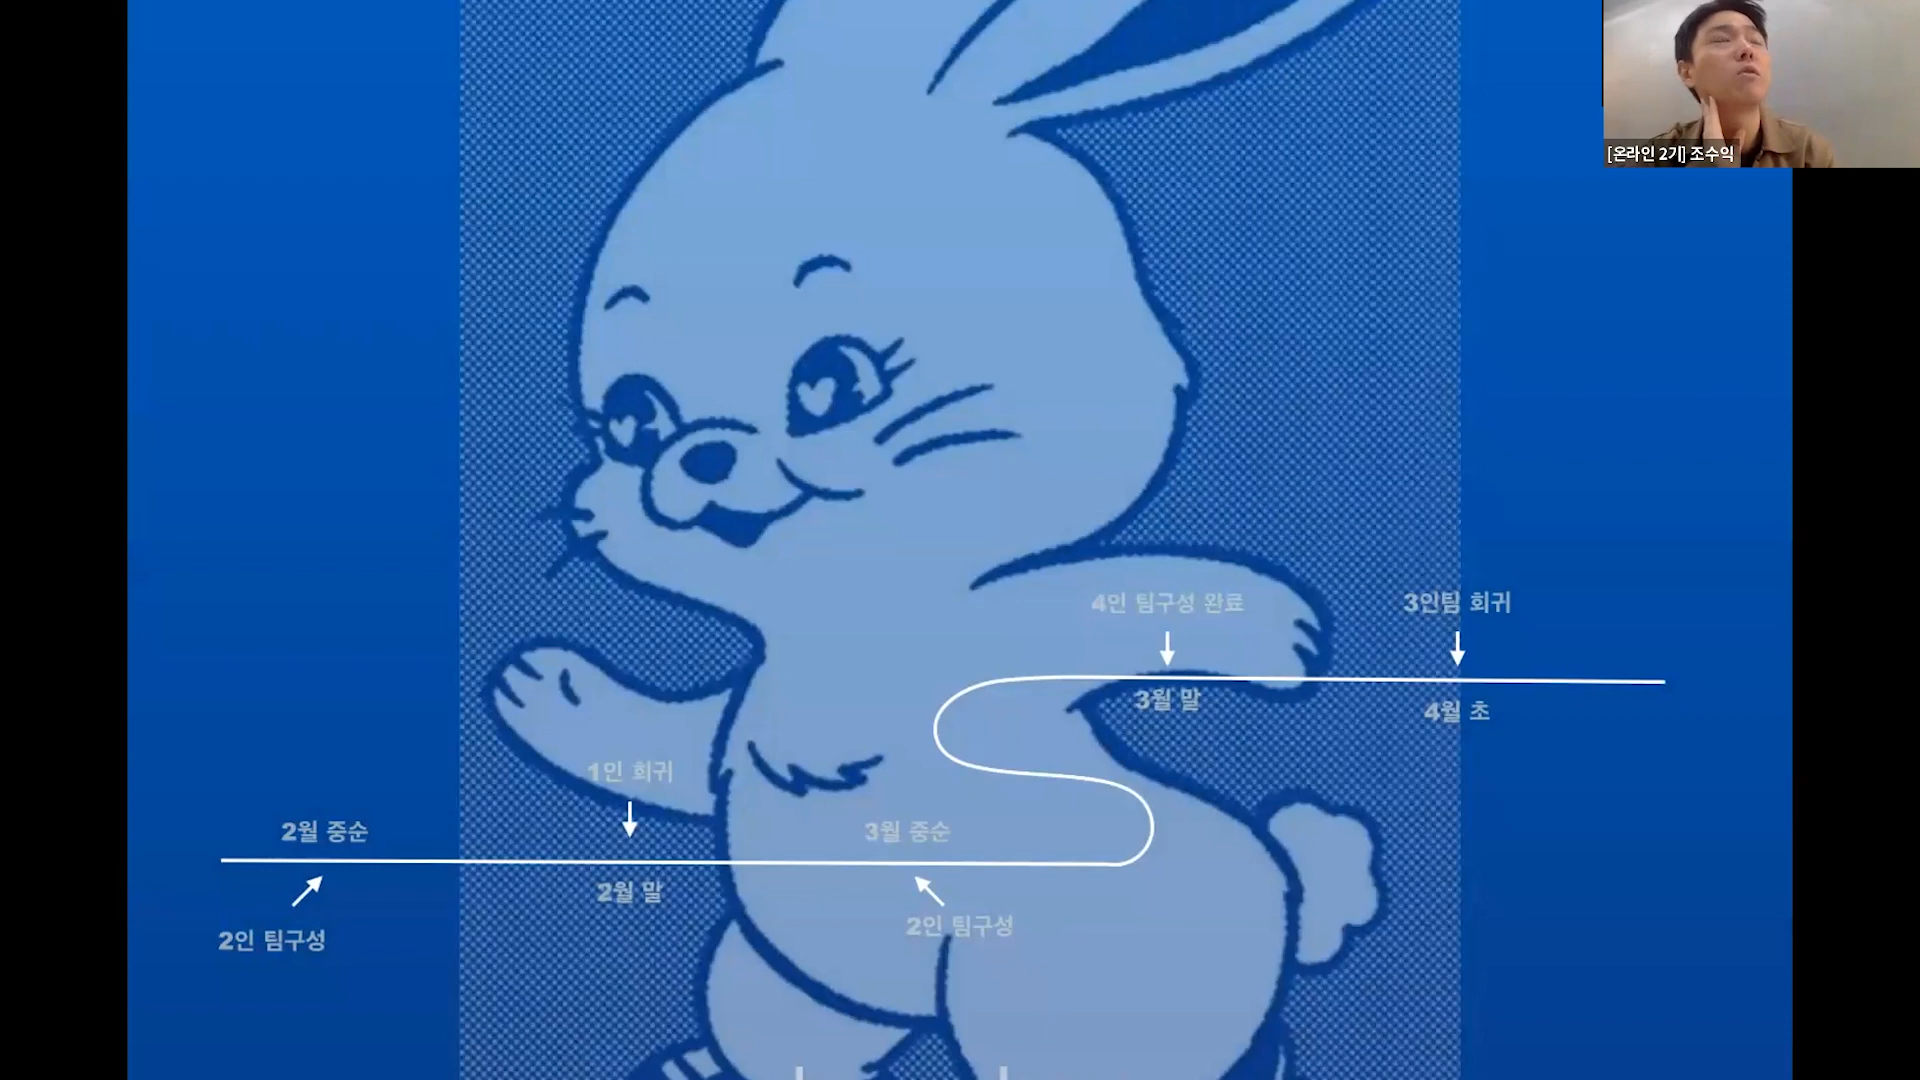 [온라인 2기] 조수익
4인 팀구성 완료
3인팀 회귀
3월 말
4월 초
1인 회귀
2월 중순
3월 중순
2월 말
2인 팀구성
2인 팀구성